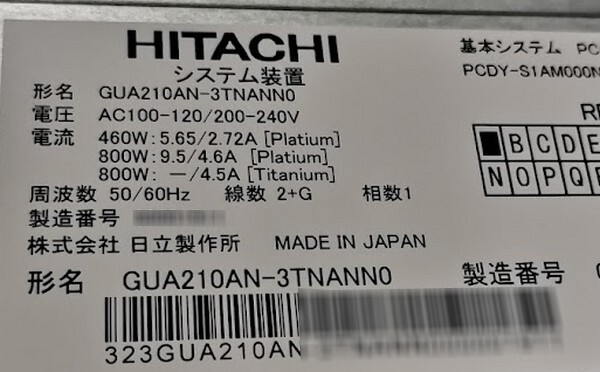 HITACHI
システム装置
形名 GUA210AN-3TNANN0
電圧 AC100-120/200-240V
電流 460W: 5.65/2.72A [Platium]
800W: 9.5/4.6A [Platium]
800W: ―/4.5A [Titanium]
周波数 50/60Hz 線数 2+G 相数1
製造番号
株式会社 日立製作所 MADE IN JAPAN
基本システム PC
PCDY-S1AM000N
R
■BCDE
NOPQ
形名 GUA210AN-3TNANN0 製造番号
323GUA210AN